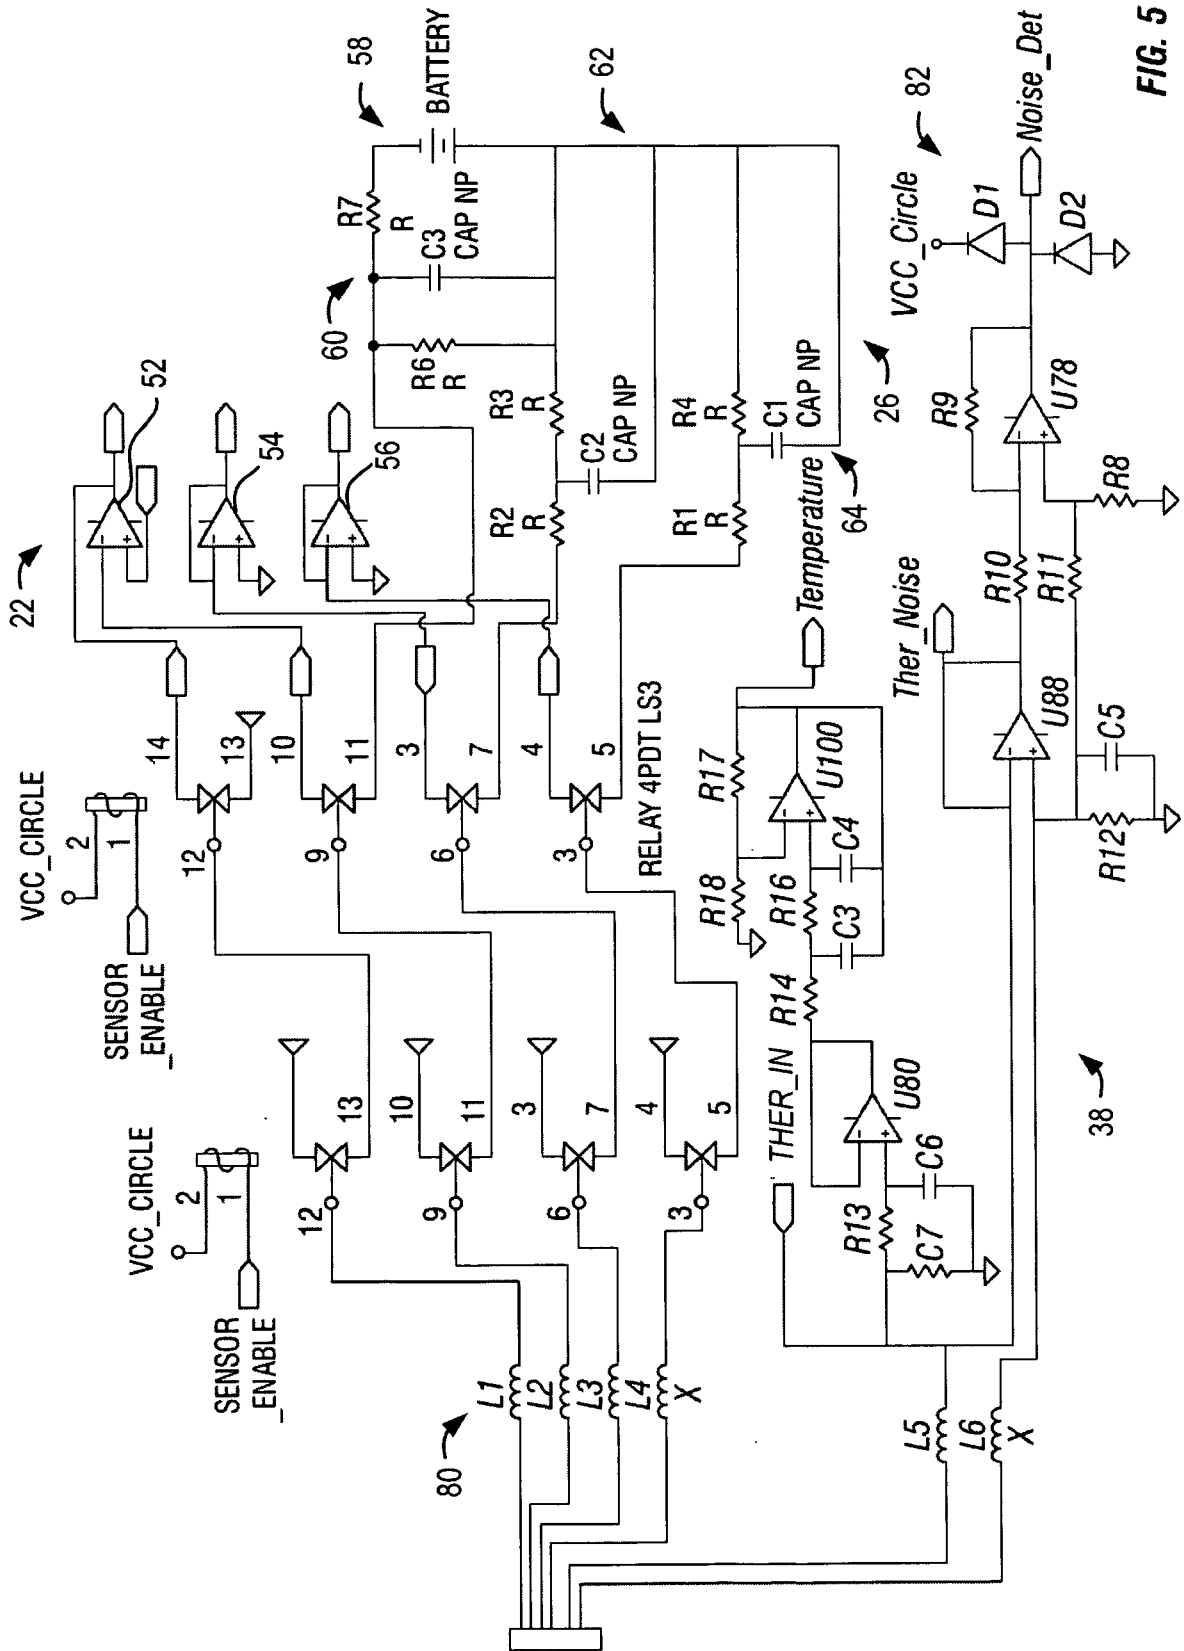 FIG. 5
22
52
54
56
58
BATTERY
R7
R
60
C3
CAP NP
R6
R
62
R3
R
R2
R
C2
CAP NP
R4
R
R1
R
C1
CAP NP
64
26
VCC_CIRCLE
2
1
SENSOR
_ENABLE
14
13
12
10
11
9
3
7
6
4
5
3
RELAY 4PDT LS3
VCC_CIRCLE
2
1
SENSOR
_ENABLE
13
12
10
11
9
3
7
6
4
5
3
80
L1
L2
L3
L4
X
L5
L6
X
THER_IN
R13
C7
C6
U80
R14
R16
C3
C4
R18
R17
U100
Temperature
38
Ther_Noise
U88
R12
C5
R10
R11
R9
U78
R8
VCC_Circle
82
D1
D2
Noise_Det